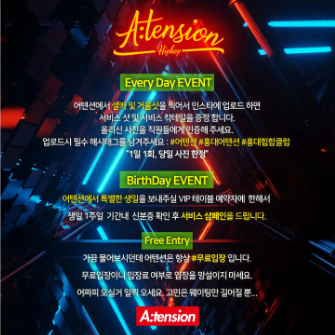 A:tension
Hiphop
Every Day EVENT
어텐션에서 셀카 및 거울샷을 찍어서 인스타에 업로드 하면
서비스 샷 및 서비스 칵테일을 증정 합니다.
올리신 사진을 직원들에게 인증해 주세요.
업로드시 필수 해시태그를 남겨주세요 : #어텐션 #홍대어텐션 #홍대힙합클럽
"1일 1회, 당일 사진 한정"
BirthDay EVENT
어텐션에서 특별한 생일을 보내주실 VIP 테이블 예약자에 한해서
생일 1주일 기간내 신분증 확인 후 서비스 샴페인을 드립니다.
Free Entry
가끔 물어보시던데 어텐션은 항상 #무료입장 입니다.
무료입장이니 입장료 여부로 입장을 망설이지 마세요.
어짜피 오실거 일찍 오세요, 고민은 웨이팅만 길어질 뿐...
A:tension